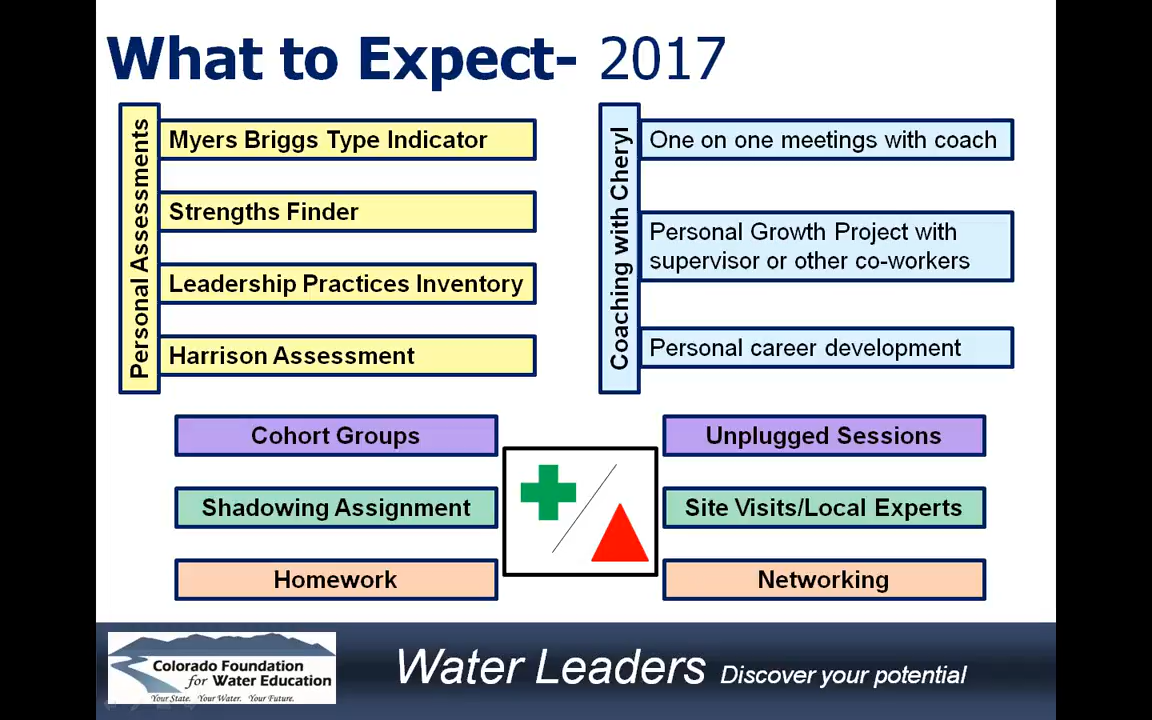 What to Expect- 2017
Personal Assessments
Myers Briggs Type Indicator
Strengths Finder
Leadership Practices Inventory
Harrison Assessment
Coaching with Cheryl
One on one meetings with coach
Personal Growth Project with
supervisor or other co-workers
Personal career development
Cohort Groups
Unplugged Sessions
Shadowing Assignment
Site Visits/Local Experts
Homework
Networking
Colorado Foundation
for Water Education
Your State. Your Water. Your Future.
Water Leaders Discover your potential